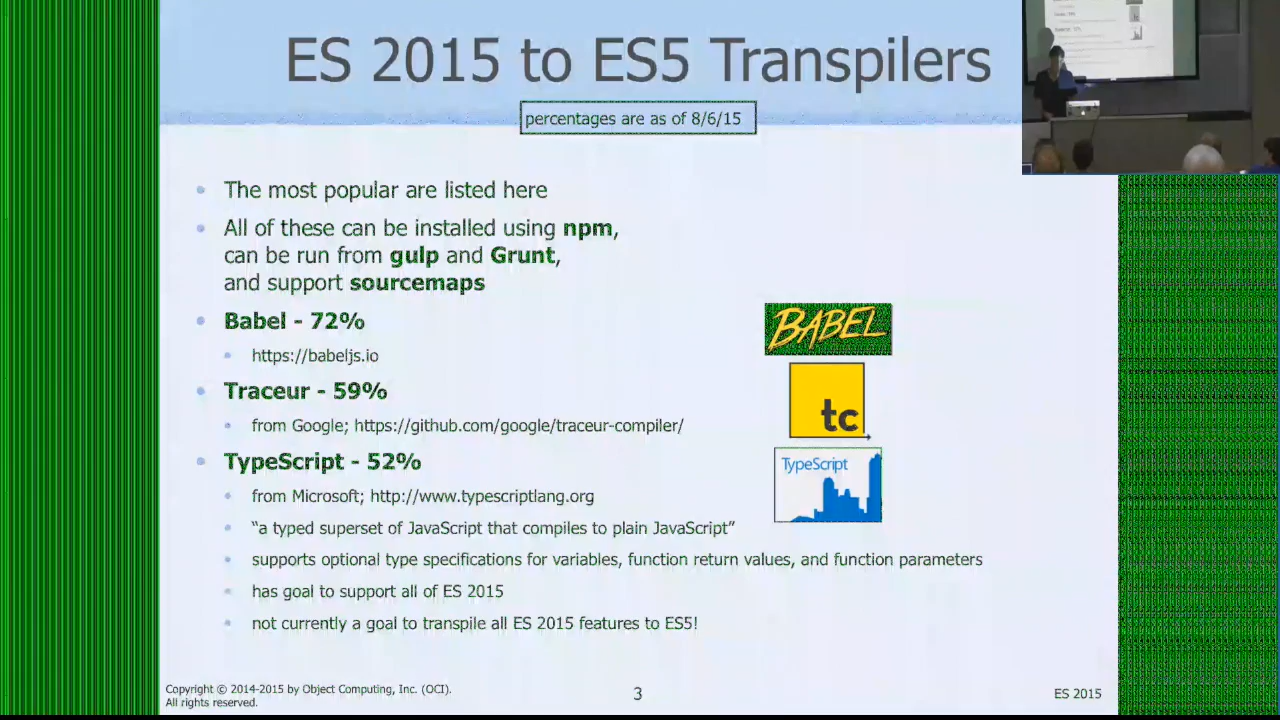 ES 2015 to ES5 Transpilers
percentages are as of 8/6/15
The most popular are listed here
All of these can be installed using npm,
can be run from gulp and Grunt,
and support sourcemaps
Babel - 72%
https://babeljs.io
BABEL
Traceur - 59%
from Google; https://github.com/google/traceur-compiler/
tc
TypeScript - 52%
TypeScript
from Microsoft; http://www.typescriptlang.org
“a typed superset of JavaScript that compiles to plain JavaScript”
supports optional type specifications for variables, function return values, and function parameters
has goal to support all of ES 2015
not currently a goal to transpile all ES 2015 features to ES5!
Copyright © 2014-2015 by Object Computing, Inc. (OCI).
All rights reserved.
3
ES 2015